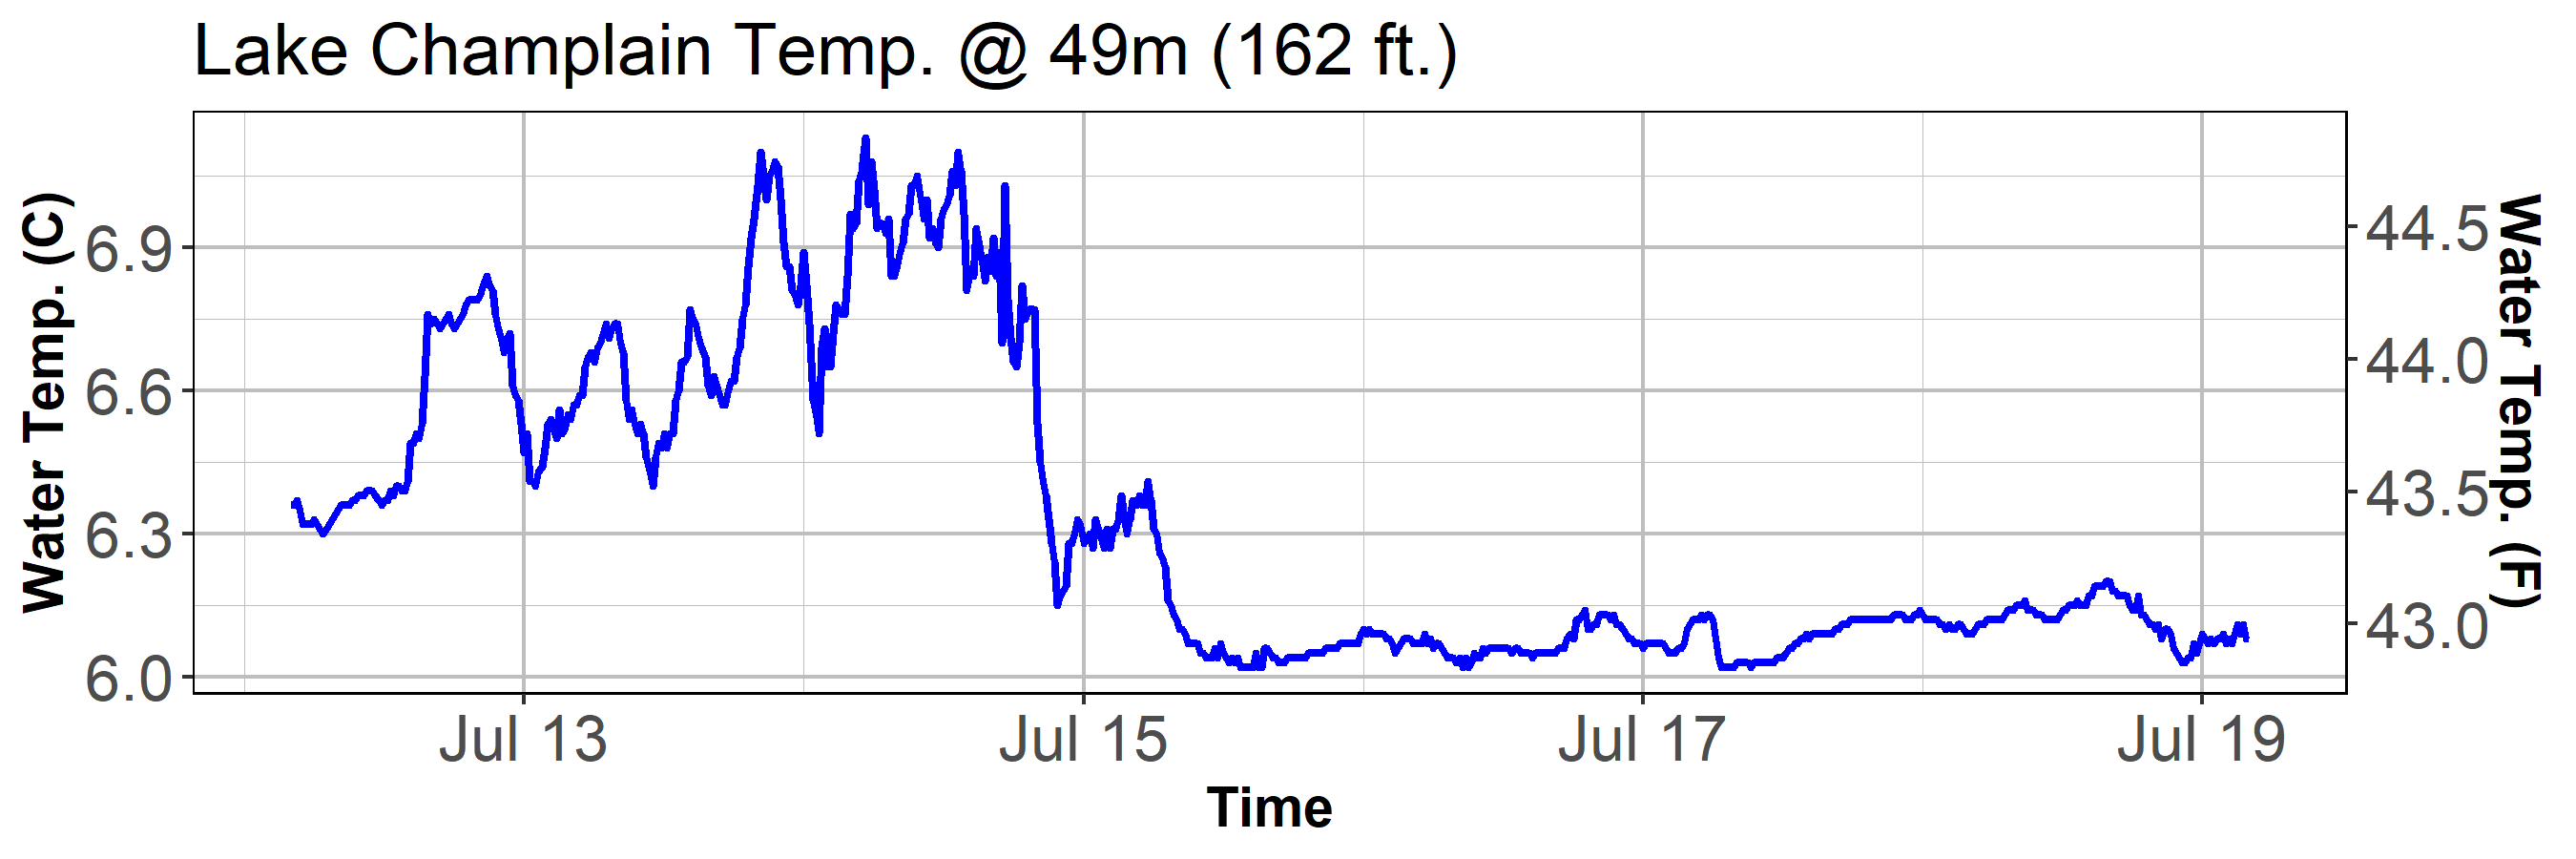 Lake Champlain Temp. @ 49m (162 ft.)
Water Temp. (C)
6.9
6.6
6.3
6.0
44.5
44.0
43.5
43.0
Water Temp. (F)
Jul 13 Jul 15 Jul 17 Jul 19
Time